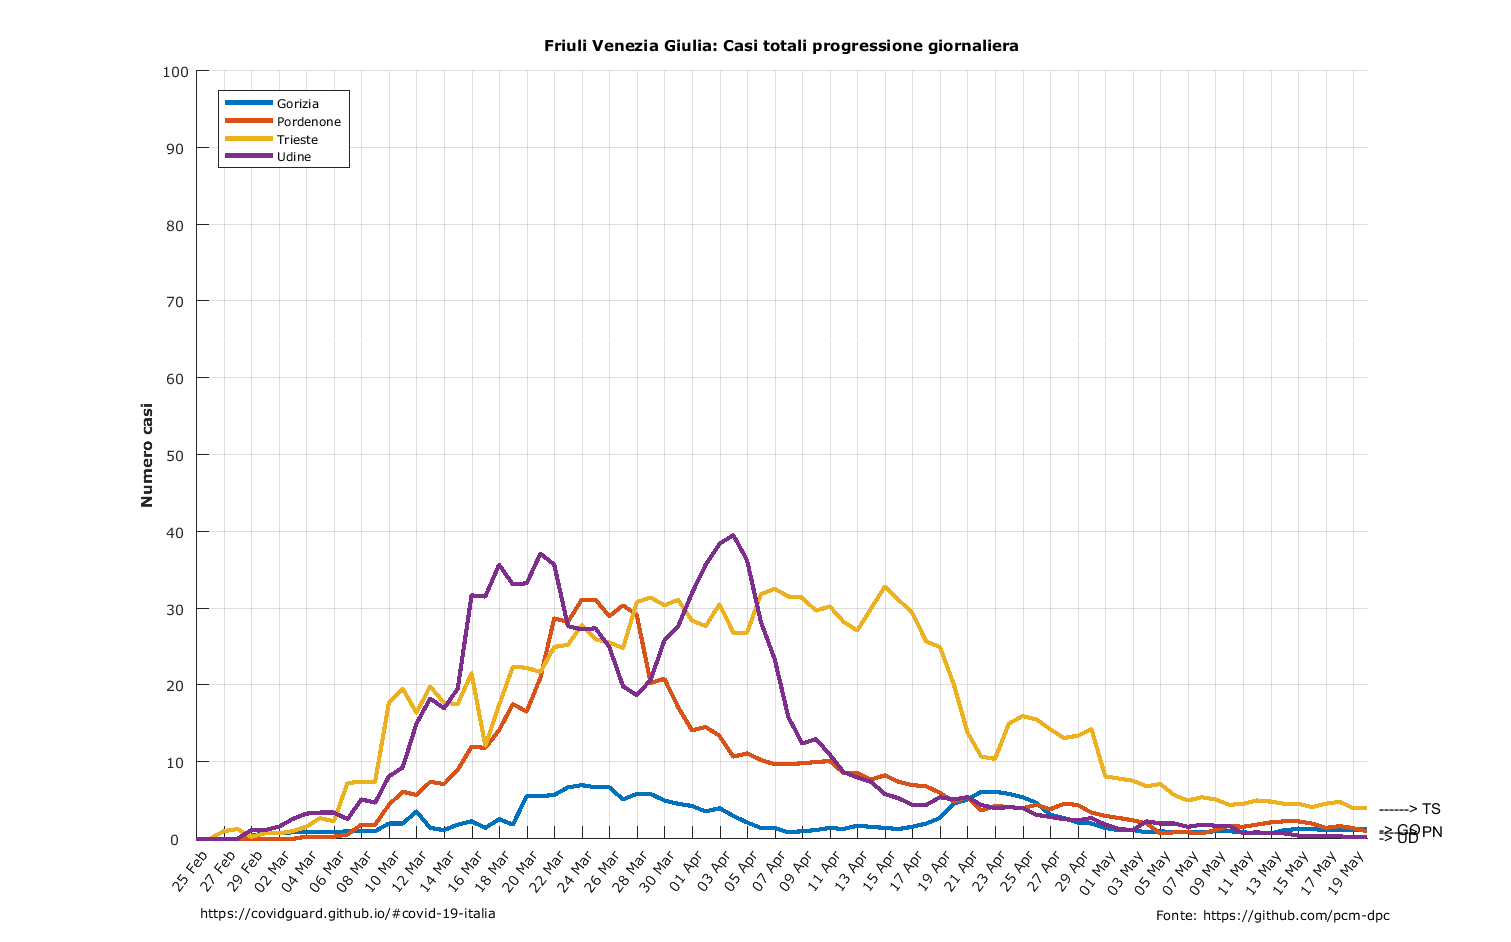 Friuli Venezia Giulia: Casi totali progressione giornaliera
100
90
80
70
60
50
40
30
20
10
0
Numero casi
Gorizia
Pordenone
Trieste
Udine
25 Feb
27 Feb
29 Feb
02 Mar
04 Mar
06 Mar
08 Mar
10 Mar
12 Mar
14 Mar
16 Mar
18 Mar
20 Mar
22 Mar
24 Mar
26 Mar
28 Mar
30 Mar
01 Apr
03 Apr
05 Apr
07 Apr
09 Apr
11 Apr
13 Apr
15 Apr
17 Apr
19 Apr
21 Apr
23 Apr
25 Apr
27 Apr
29 Apr
01 May
03 May
05 May
07 May
09 May
11 May
13 May
15 May
17 May
19 May
------> TS
-> GO
PN
-> UD
https://covidguard.github.io/#covid-19-italia
Fonte: https://github.com/pcm-dpc